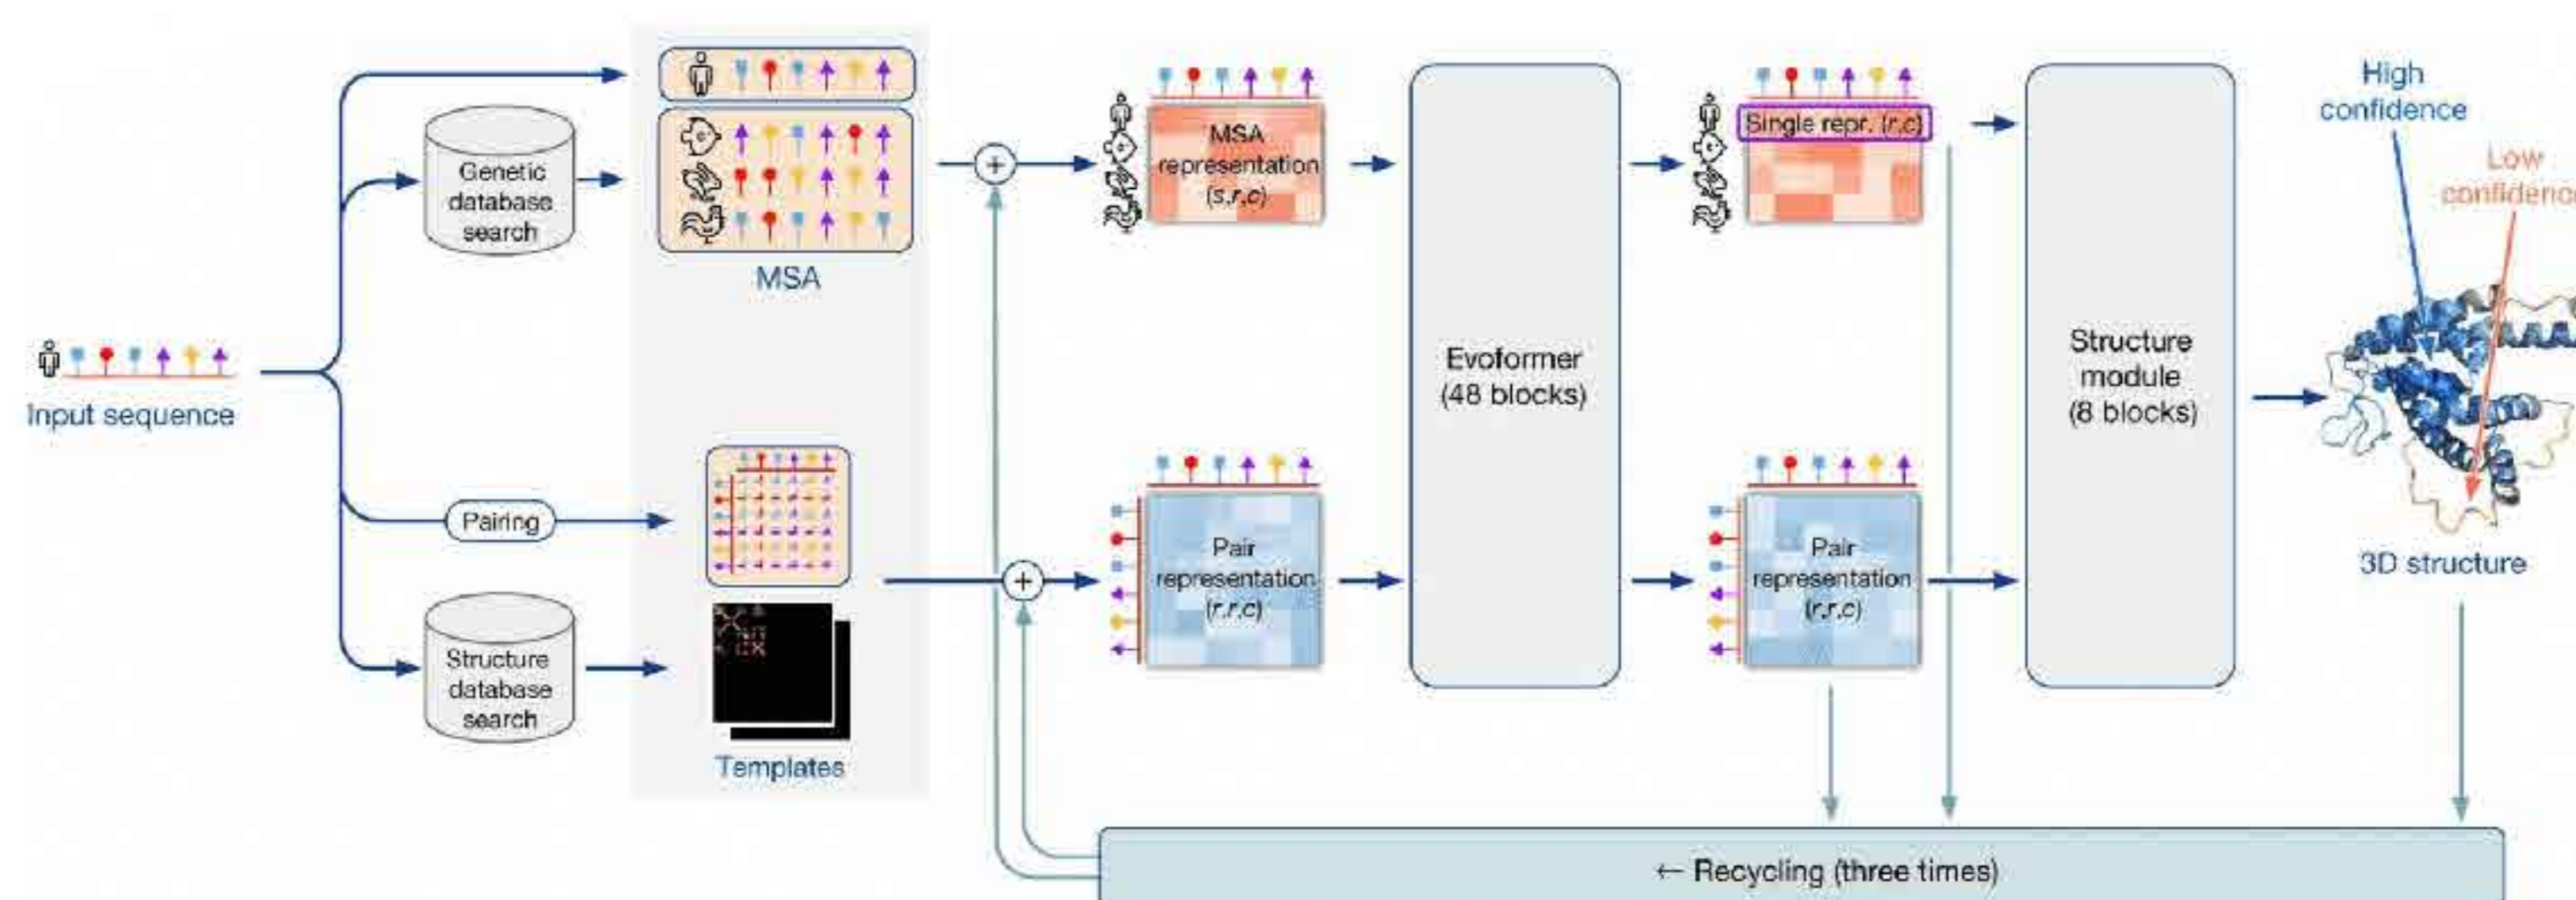 Input sequence
Genetic
database
search
MSA
Pairing
Structure
database
search
Templates
+
+
MSA
representation
(s,r,c)
Pair
representation
(r,r,c)
Evoformer
(48 blocks)
Single repr. (r,c)
Pair
representation
(r,r,c)
Structure
module
(8 blocks)
High
confidence
Low
confidenc
3D structure
← Recycling (three times)